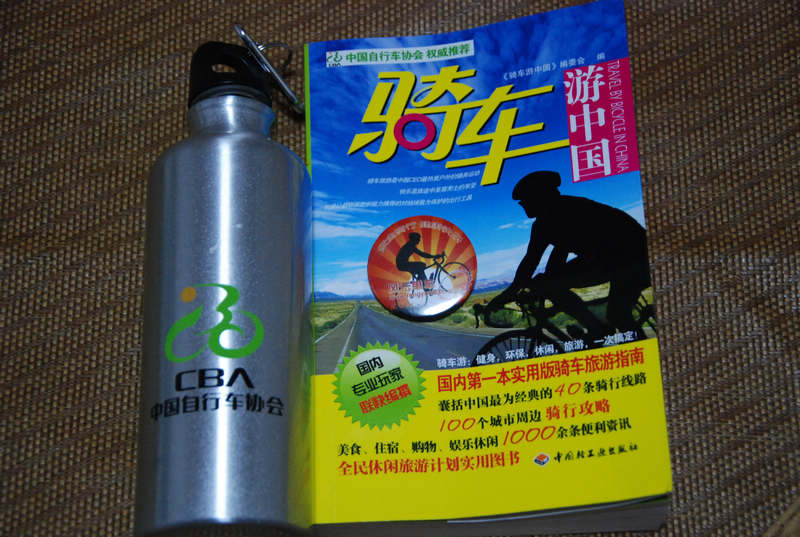 CBA
中国自行车协会
中国自行车协会 权威推荐
《骑车游中国》编委会 编
骑车
游中国
TRAVEL BY BICYCLE IN CHINA
骑车游：健身，环保，休闲，旅游，一次搞定！
国内
专业玩家
联袂编撰
国内第一本实用版骑车旅游指南
囊括中国最为经典的40条骑行线路
100个城市周边 骑行攻略
美食、住宿、购物、娱乐休闲 1000余条便利资讯
全民休闲旅游计划实用图书
中国轻工业出版社